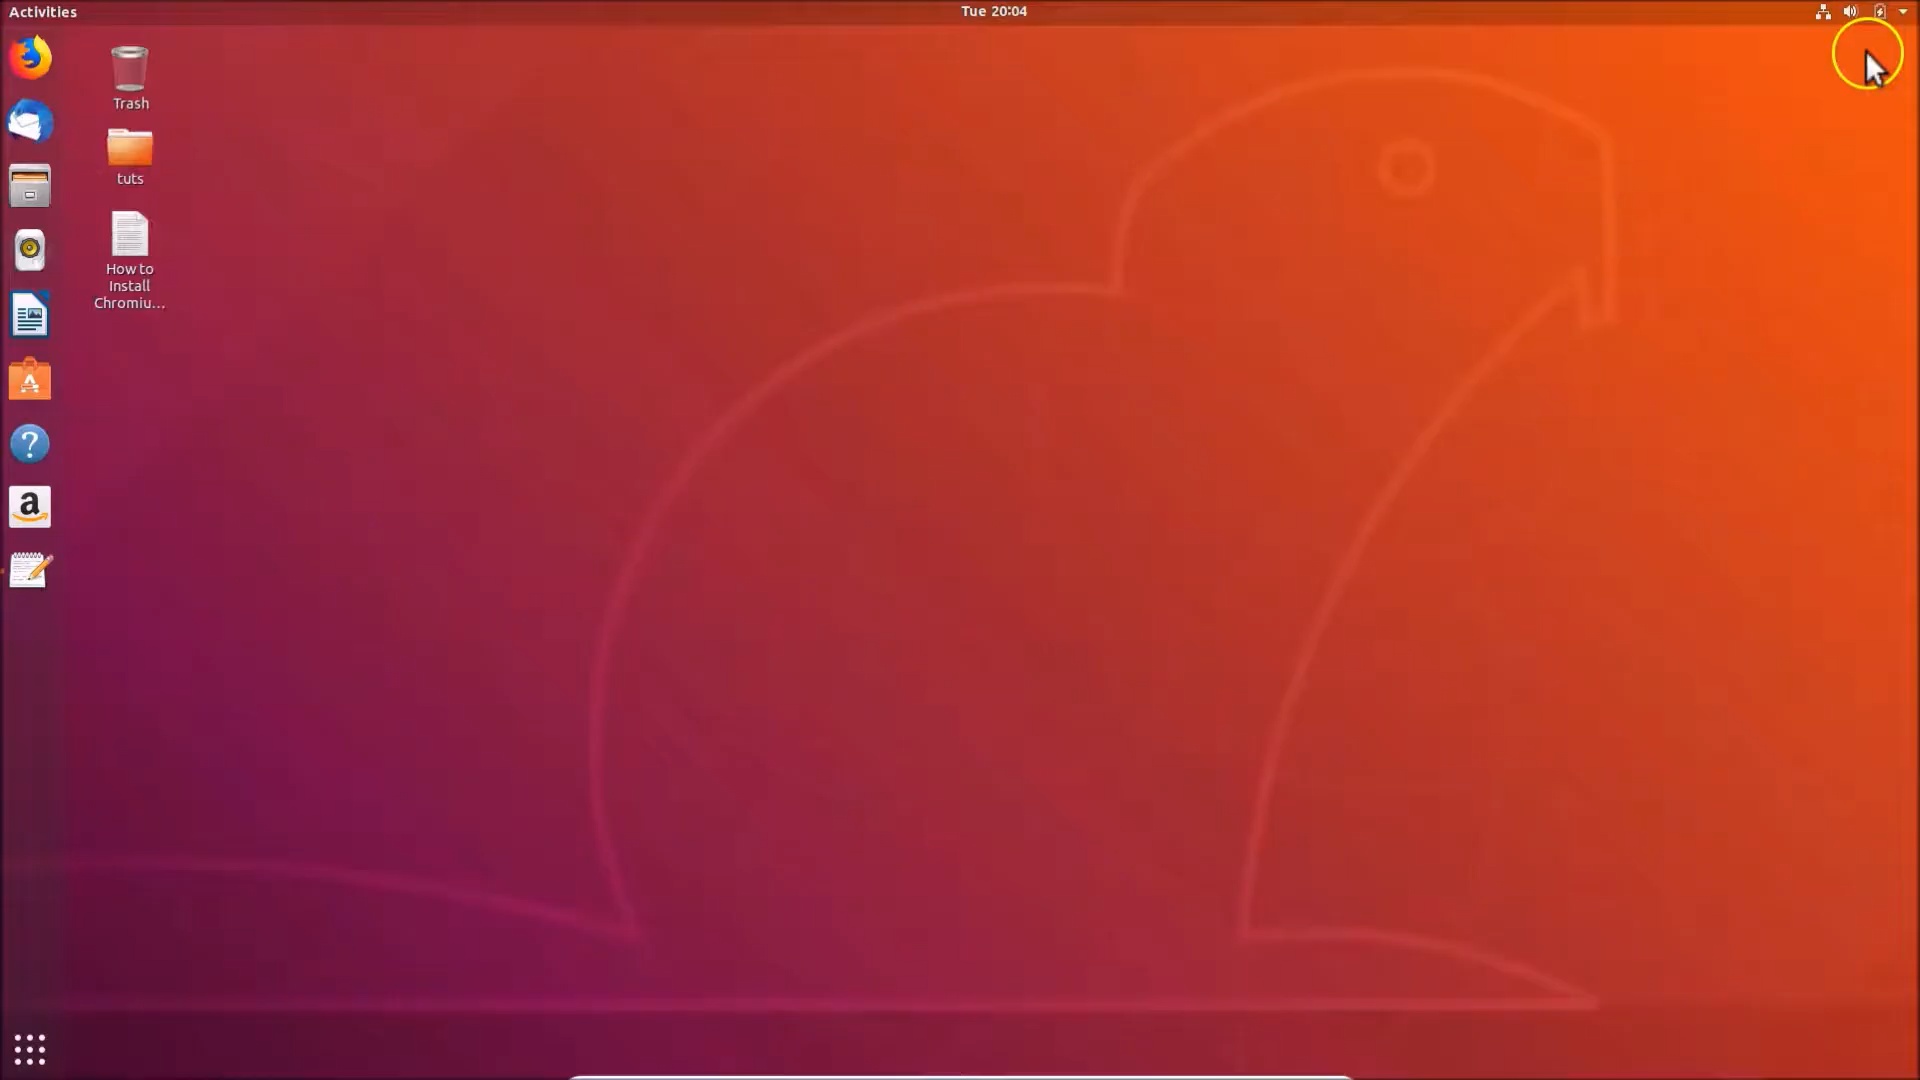 Activities
Tue 20:04
Trash
tuts
How to
Install
Chromiu...